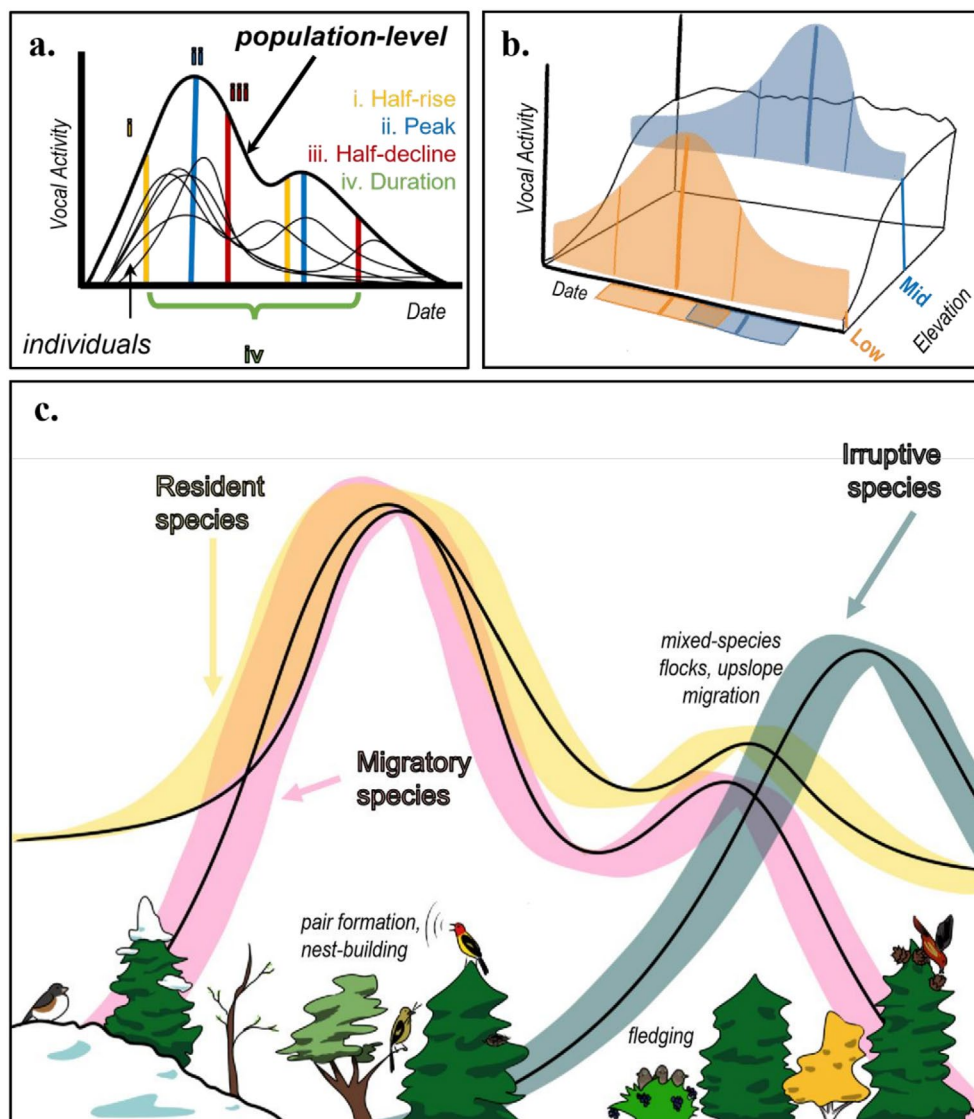 a.
population-level
ii
iii
i
i. Half-rise
ii. Peak
iii. Half-decline
iv. Duration
Vocal Activity
Date
individuals
iv
b.
Vocal Activity
Date
Mid
Low
Elevation
c.
Resident
species
Irruptive
species
mixed-species
flocks, upslope
migration
Migratory
species
pair formation,
nest-building
fledging